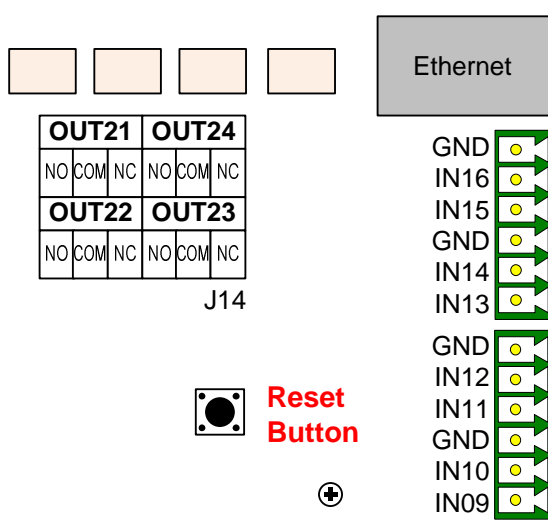 Ethernet
OUT21 OUT24
NO COM NC NO COM NC
OUT22 OUT23
NO COM NC NO COM NC
J14
GND
IN16
IN15
GND
IN14
IN13
GND
IN12
IN11
GND
IN10
IN09
Reset
Button